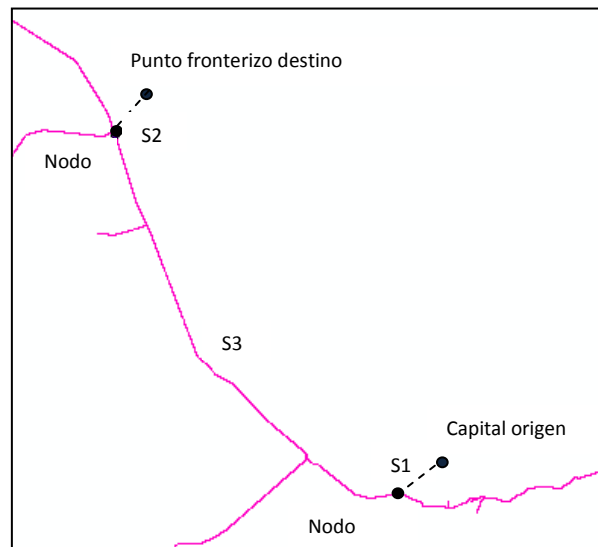 Punto fronterizo destino
S2
Nodo
S3
Capital origen
S1
Nodo